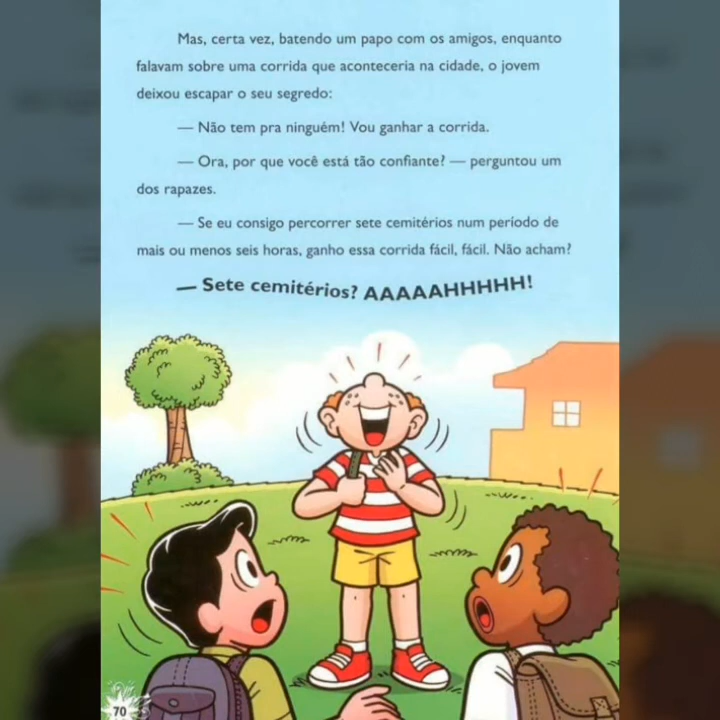 Mas, certa vez, batendo um papo com os amigos, enquanto
falavam sobre uma corrida que aconteceria na cidade, o jovem
deixou escapar o seu segredo:
— Não tem pra ninguém! Vou ganhar a corrida.
— Ora, por que você está tão confiante? — perguntou um
dos rapazes.
— Se eu consigo percorrer sete cemitérios num período de
mais ou menos seis horas, ganho essa corrida fácil, fácil. Não acham?
— Sete cemitérios? AAAAAHHHHH!
70